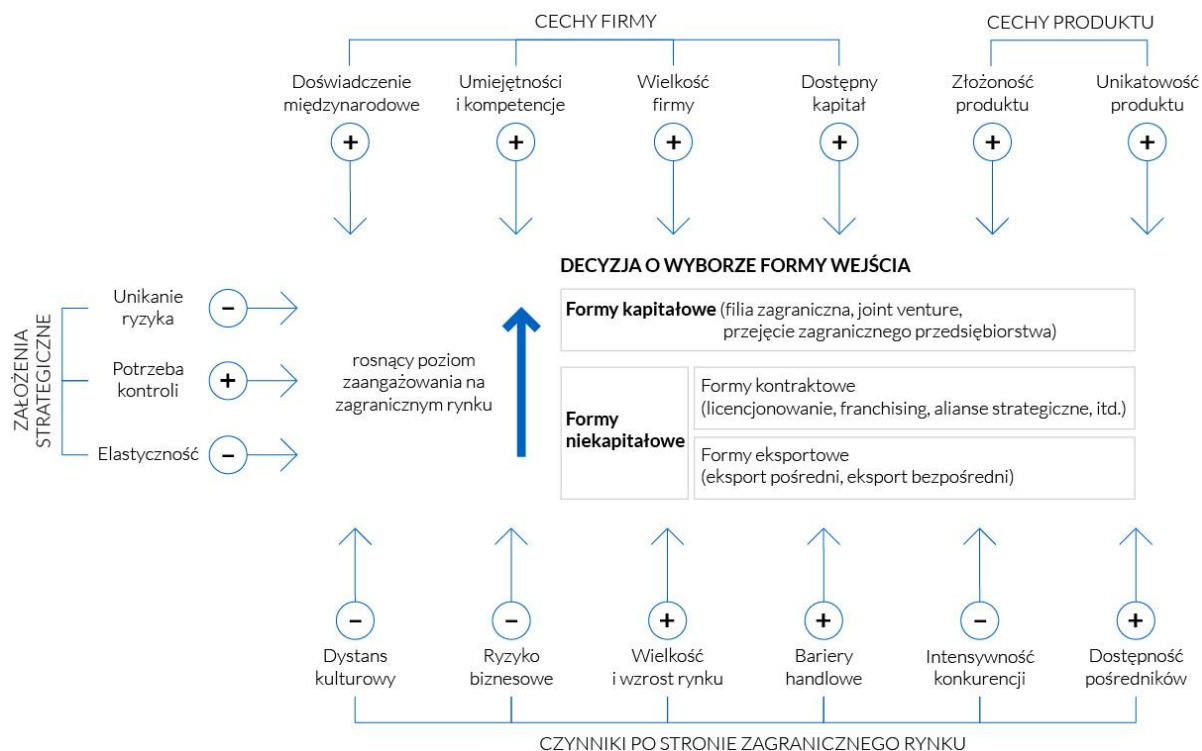 CECHY FIRMY
CECHY PRODUKTU
Doświadczenie
międzynarodowe
+
Umiejętności
i kompetencje
+
Wielkość
firmy
+
Dostępny
kapitał
+
Złożoność
produktu
+
Unikatowość
produktu
+
ZAŁOŻENIA
STRATEGICZNE
Unikanie
ryzyka
-
Potrzeba
kontroli
+
Elastyczność
-
rosnący poziom
zaangażowania na
zagranicznym rynku
DECYZJA O WYBORZE FORMY WEJŚCIA
Formy kapitałowe (filia zagraniczna, joint venture,
przejęcie zagranicznego przedsiębiorstwa)
Formy
niekapitałowe
Formy kontraktowe
(licencjonowanie, franchising, alianse strategiczne, itd.)
Formy eksportowe
(eksport pośredni, eksport bezpośredni)
-
Dystans
kulturowy
-
Ryzyko
biznesowe
+
Wielkość
i wzrost rynku
+
Bariery
handlowe
-
Intensywność
konkurencji
+
Dostępność
pośredników
CZYNNIKI PO STRONIE ZAGRANICZNEGO RYNKU